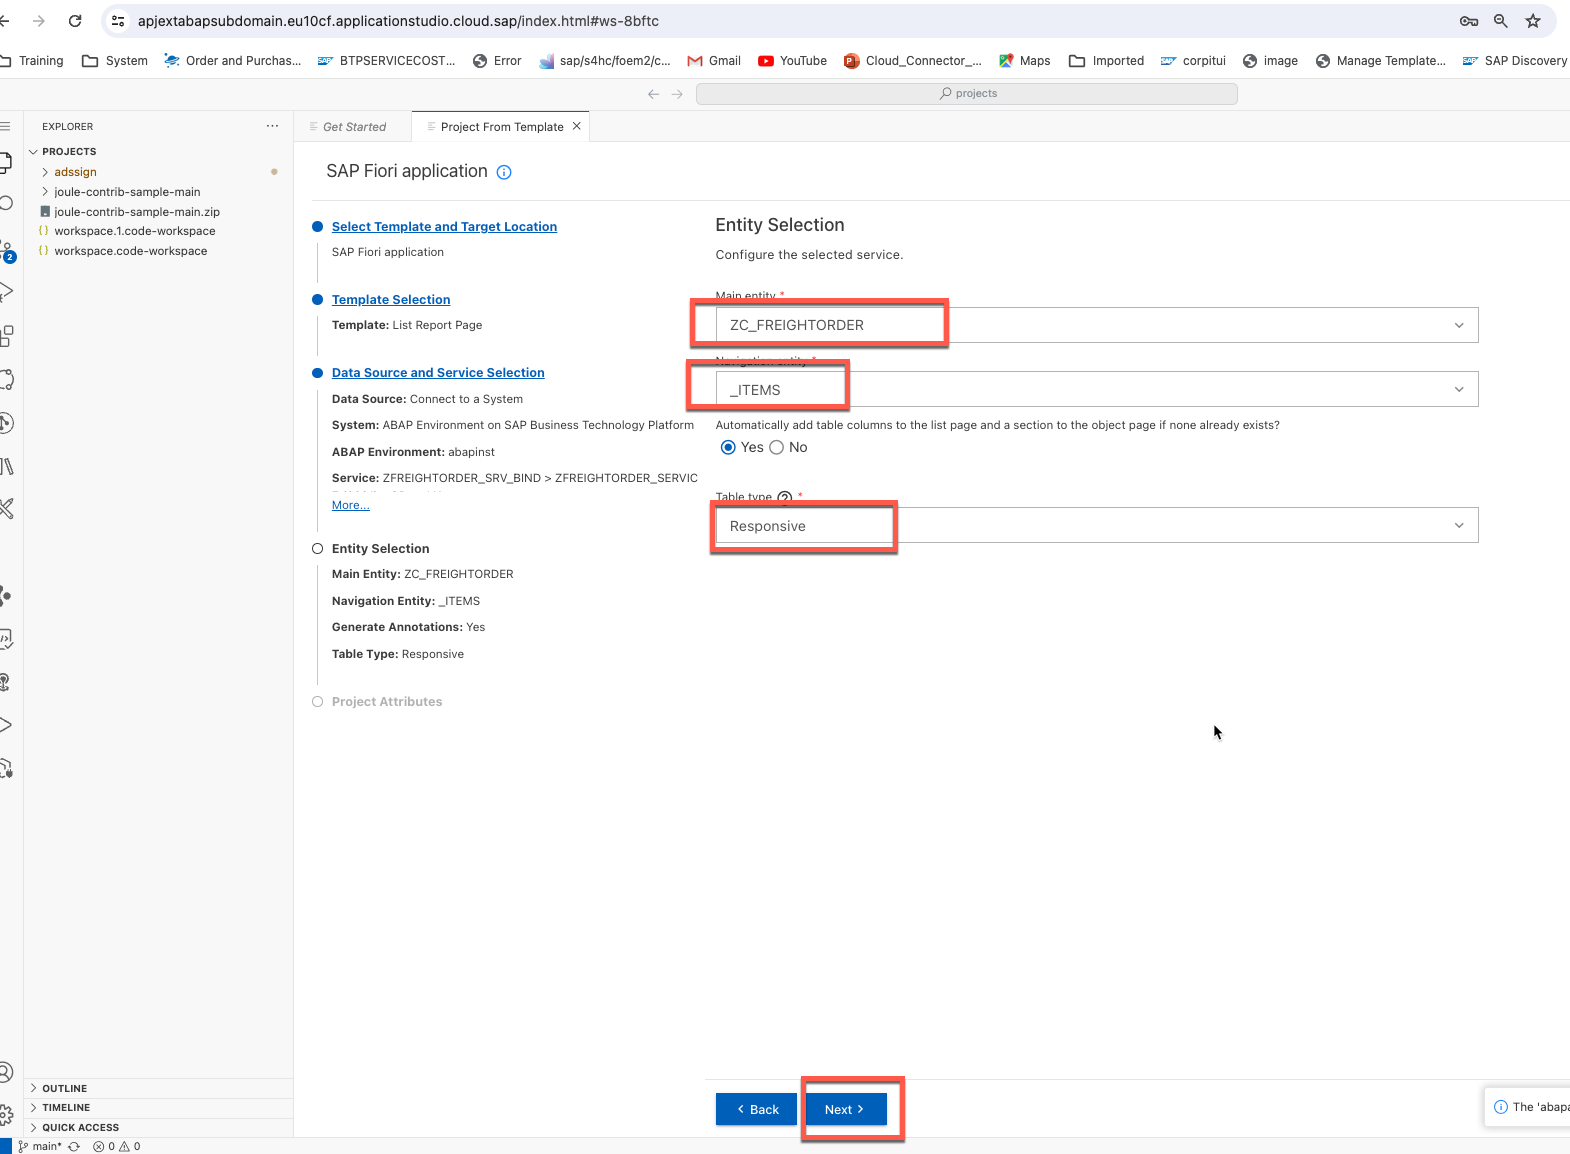 apjextabapsubdomain.eu10cf.applicationstudio.cloud.sap/index.html#ws-8bftc
Training System Order and Purchas... BTPSERVICECOST... Error sap/s4hc/foem2/c... Gmail YouTube Cloud_Connector_... Maps Imported corpitui image Manage Template... SAP Discovery
projects
EXPLORER
Get Started
Project From Template
PROJECTS
adssign
joule-contrib-sample-main
joule-contrib-sample-main.zip
workspace.1.code-workspace
workspace.code-workspace
2
SAP Fiori application
Select Template and Target Location
SAP Fiori application
Template Selection
Template: List Report Page
Data Source and Service Selection
Data Source: Connect to a System
System: ABAP Environment on SAP Business Technology Platform
ABAP Environment: abapinst
Service: ZFREIGHTORDER_SRV_BIND > ZFREIGHTORDER_SERVIC
More...
Entity Selection
Main Entity: ZC_FREIGHTORDER
Navigation Entity: _ITEMS
Generate Annotations: Yes
Table Type: Responsive
Project Attributes
Entity Selection
Configure the selected service.
Main entity *
ZC_FREIGHTORDER
Navigation entity *
_ITEMS
Automatically add table columns to the list page and a section to the object page if none already exists?
Yes No
Table type *
Responsive
Back
Next
The 'abapa
OUTLINE
TIMELINE
QUICK ACCESS
main* 0 0